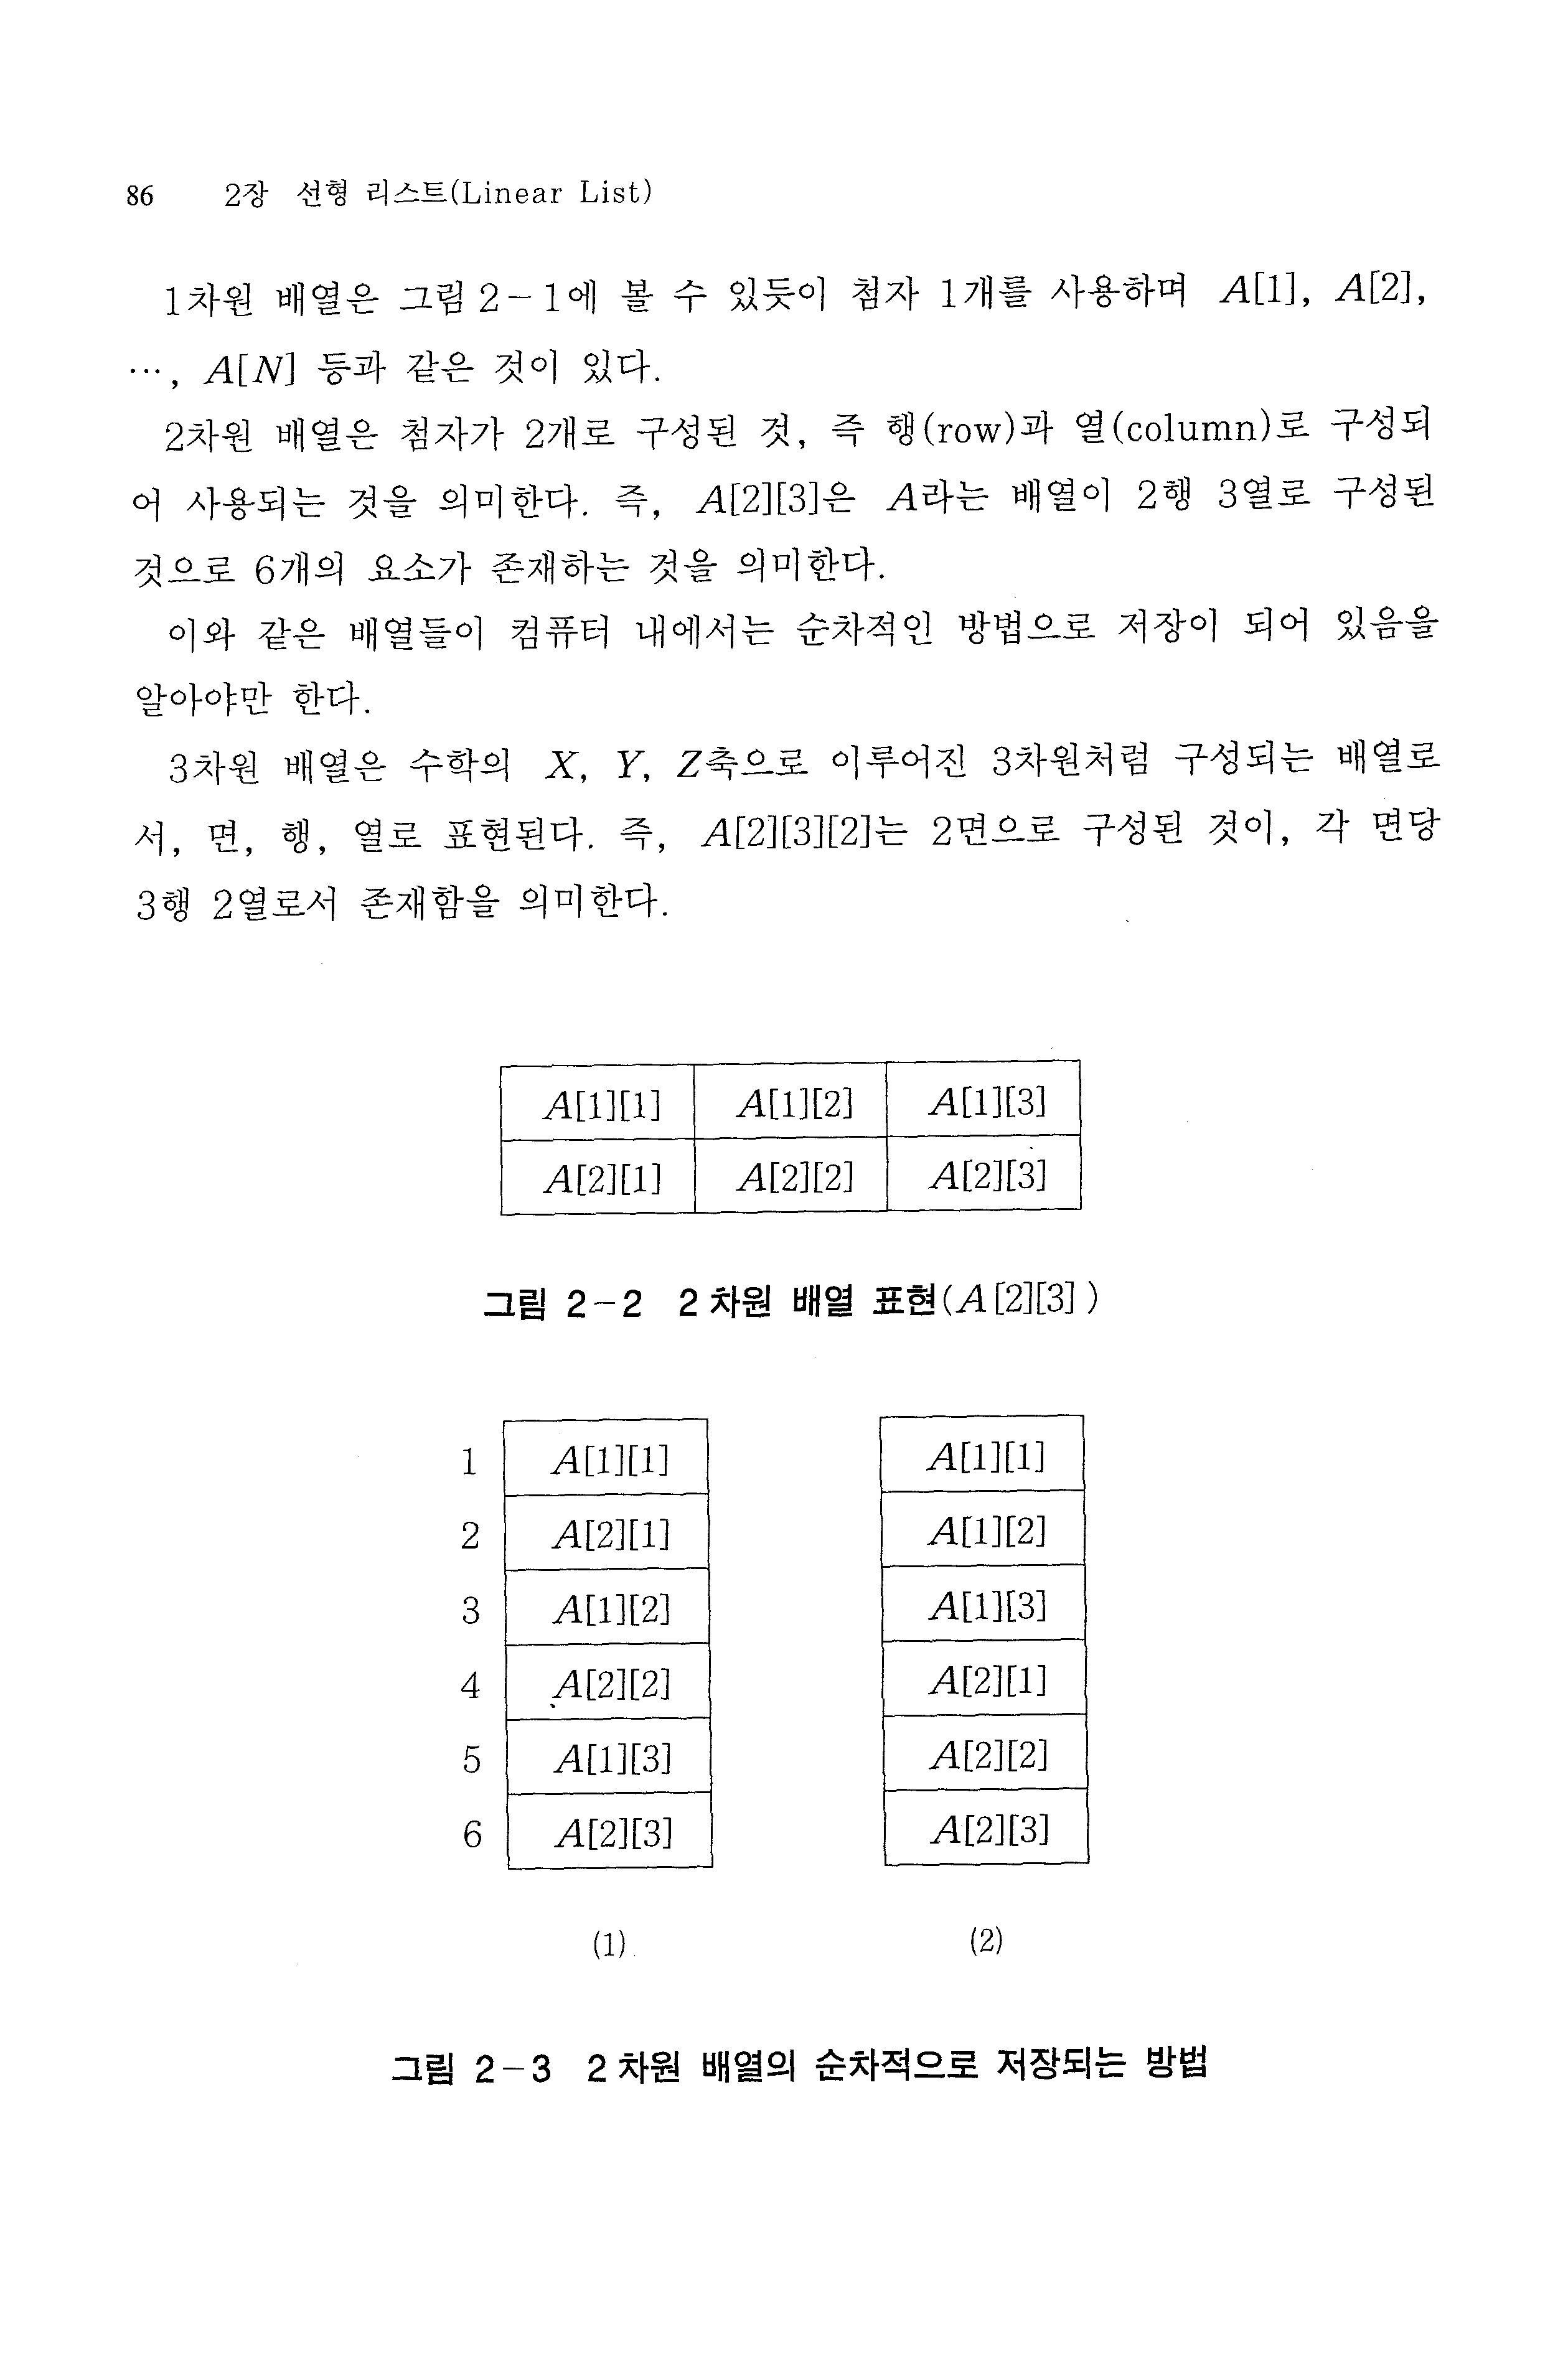 86 2장 선형 리스트(Linear List)
1차원 배열은 그림 2-1에 볼 수 있듯이 첨자 1개를 사용하며 A[1], A[2],
…, A[N] 등과 같은 것이 있다.
2차원 배열은 첨자가 2개로 구성된 것, 즉 행(row)과 열(column)로 구성되
어 사용되는 것을 의미한다. 즉, A[2][3]은 A라는 배열이 2행 3열로 구성된
것으로 6개의 요소가 존재하는 것을 의미한다.
이와 같은 배열들이 컴퓨터 내에서는 순차적인 방법으로 저장이 되어 있음을
알아야만 한다.
3차원 배열은 수학의 X, Y, Z축으로 이루어진 3차원처럼 구성되는 배열로
서, 면, 행, 열로 표현된다. 즉, A[2][3][2]는 2면으로 구성된 것이, 각 면당
3행 2열로서 존재함을 의미한다.
A[1][1] A[1][2] A[1][3]
A[2][1] A[2][2] A[2][3]
그림 2-2 2차원 배열 표현(A[2][3])
1 A[1][1] A[1][1]
2 A[2][1] A[1][2]
3 A[1][2] A[1][3]
4 A[2][2] A[2][1]
5 A[1][3] A[2][2]
6 A[2][3] A[2][3]
(1) (2)
그림 2-3 2차원 배열의 순차적으로 저장되는 방법